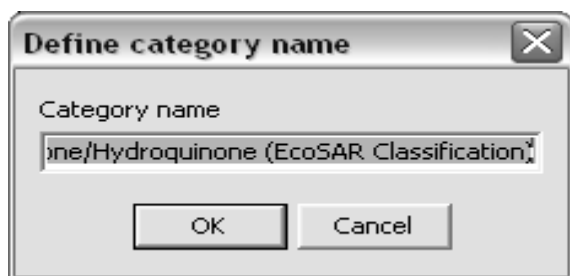 Define category name
Category name
one/Hydroquinone (EcoSAR Classification)
OK
Cancel